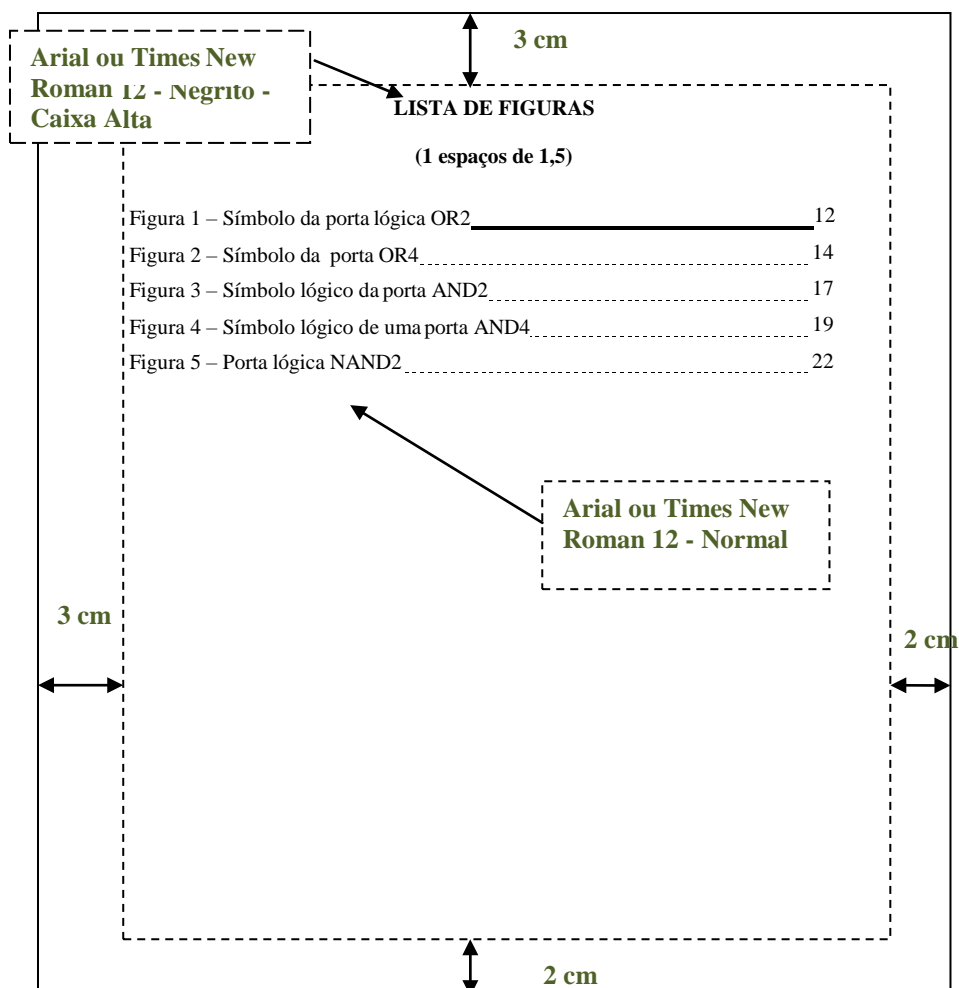 3 cm
Arial ou Times New
Roman 12 - Negrito -
Caixa Alta
LISTA DE FIGURAS
(1 espaços de 1,5)
Figura 1 – Símbolo da porta lógica OR2 12
Figura 2 – Símbolo da porta OR4 14
Figura 3 – Símbolo lógico da porta AND2 17
Figura 4 – Símbolo lógico de uma porta AND4 19
Figura 5 – Porta lógica NAND2 22
Arial ou Times New
Roman 12 - Normal
3 cm
2 cm
2 cm